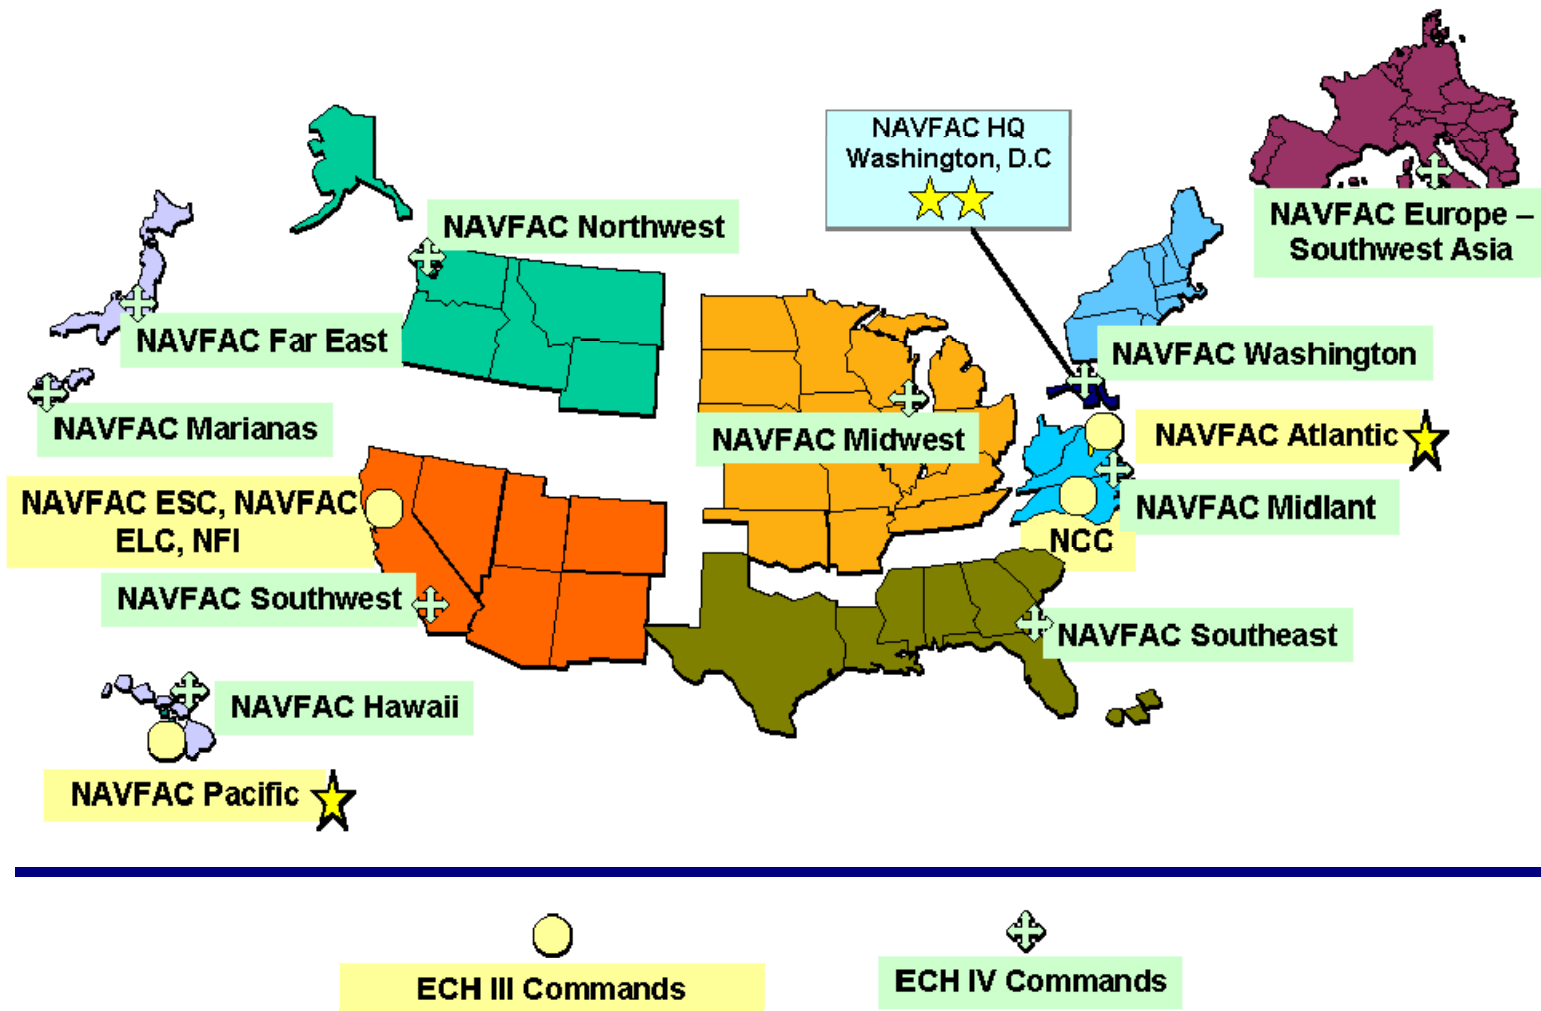 NAVFAC HQ
Washington, D.C
NAVFAC Europe –
Southwest Asia
NAVFAC Northwest
NAVFAC Far East
NAVFAC Washington
NAVFAC Marianas
NAVFAC Midwest
NAVFAC Atlantic
NAVFAC ESC, NAVFAC
ELC, NFI
NAVFAC Midlant
NCC
NAVFAC Southwest
NAVFAC Southeast
NAVFAC Hawaii
NAVFAC Pacific
ECH III Commands
ECH IV Commands